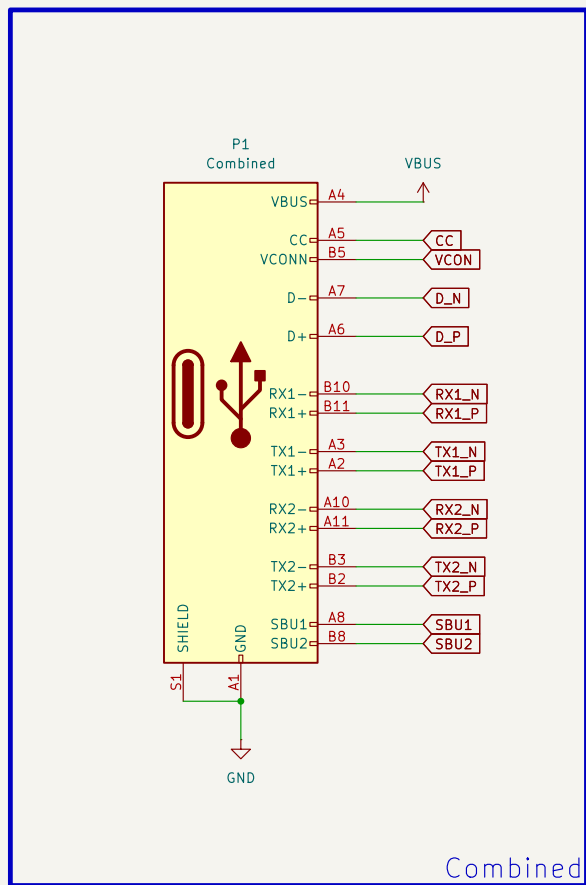 P1
Combined
VBUS
VBUS A4
CC A5 CC
VCONN B5 VCON
D- A7 D_N
D+ A6 D_P
RX1- B10 RX1_N
RX1+ B11 RX1_P
TX1- A3 TX1_N
TX1+ A2 TX1_P
RX2- A10 RX2_N
RX2+ A11 RX2_P
TX2- B3 TX2_N
TX2+ B2 TX2_P
SBU1 A8 SBU1
SBU2 B8 SBU2
SHIELD
GND
S1
A1
GND
Combined